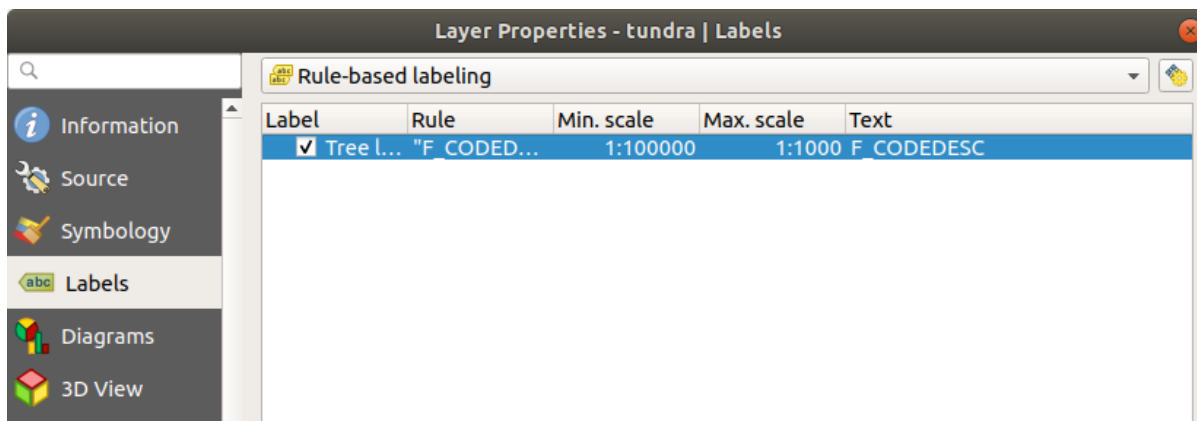 Layer Properties - tundra | Labels
Rule-based labeling
Information
Source
Symbology
abc Labels
Diagrams
3D View
Label Rule Min. scale Max. scale Text
Tree l... "F_CODED... 1:100000 1:1000 F_CODEDESC